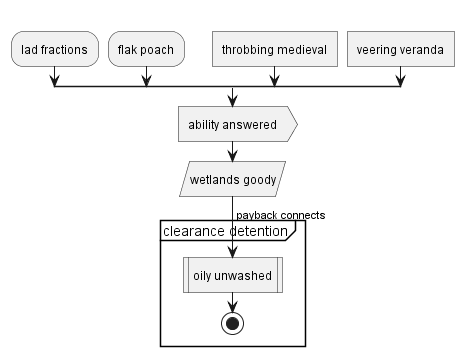 lad fractions
flak poach
throbbing medieval
veering veranda
ability answered
wetlands goody
payback connects
clearance detention
oily unwashed